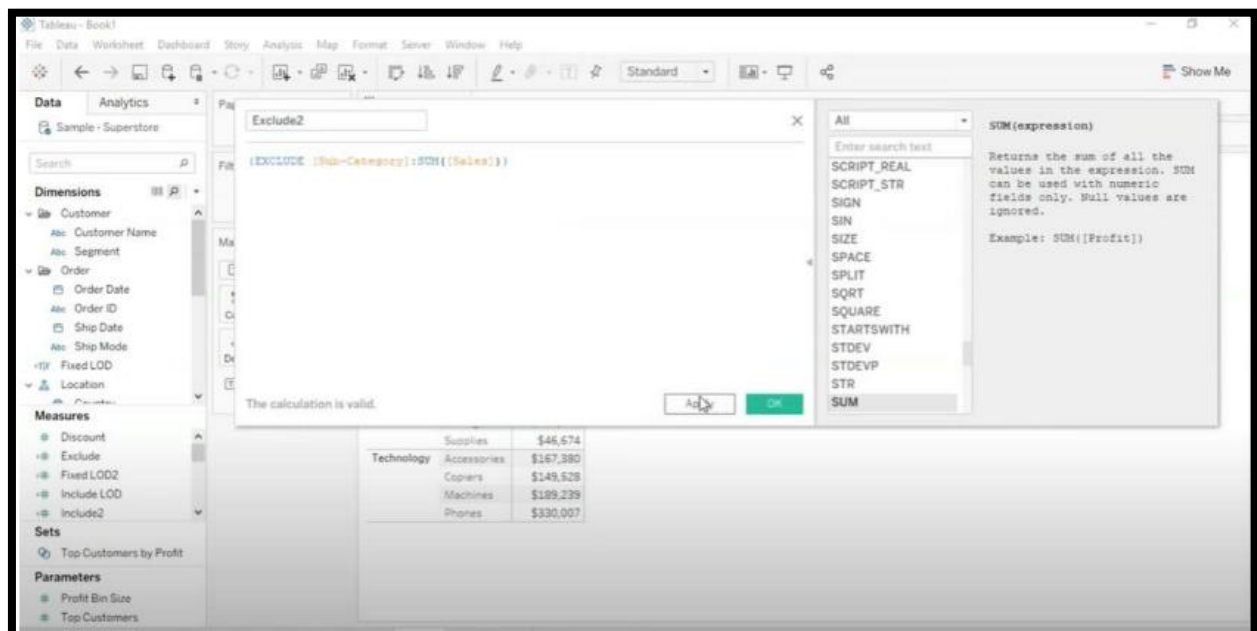 Tableau - Book1
File Data Worksheet Dashboard Story Analysis Map Format Server Window Help
Standard
Show Me
Data Analytics
Sample - Superstore
Search
Dimensions
Customer
Abc Customer Name
Abc Segment
Order
Order Date
Abc Order ID
Ship Date
Abc Ship Mode
Fixed LOD
Location
Country
Measures
Discount
Exclude
Fixed LOD2
Include LOD
Include2
Sets
Top Customers by Profit
Parameters
Profit Bin Size
Top Customers
Exclude2
{EXCLUDE [Sub-Category]:SUM([Sales])}
The calculation is valid.
Apply
OK
All
Enter search text
SCRIPT_REAL
SCRIPT_STR
SIGN
SIN
SIZE
SPACE
SPLIT
SQRT
SQUARE
STARTSWITH
STDEV
STDEVP
STR
SUM
SUM(expression)
Returns the sum of all the
values in the expression. SUM
can be used with numeric
fields only. Null values are
ignored.
Example: SUM([Profit])
Supplies $46,674
Technology Accessories $167,380
Copiers $149,528
Machines $189,239
Phones $330,007